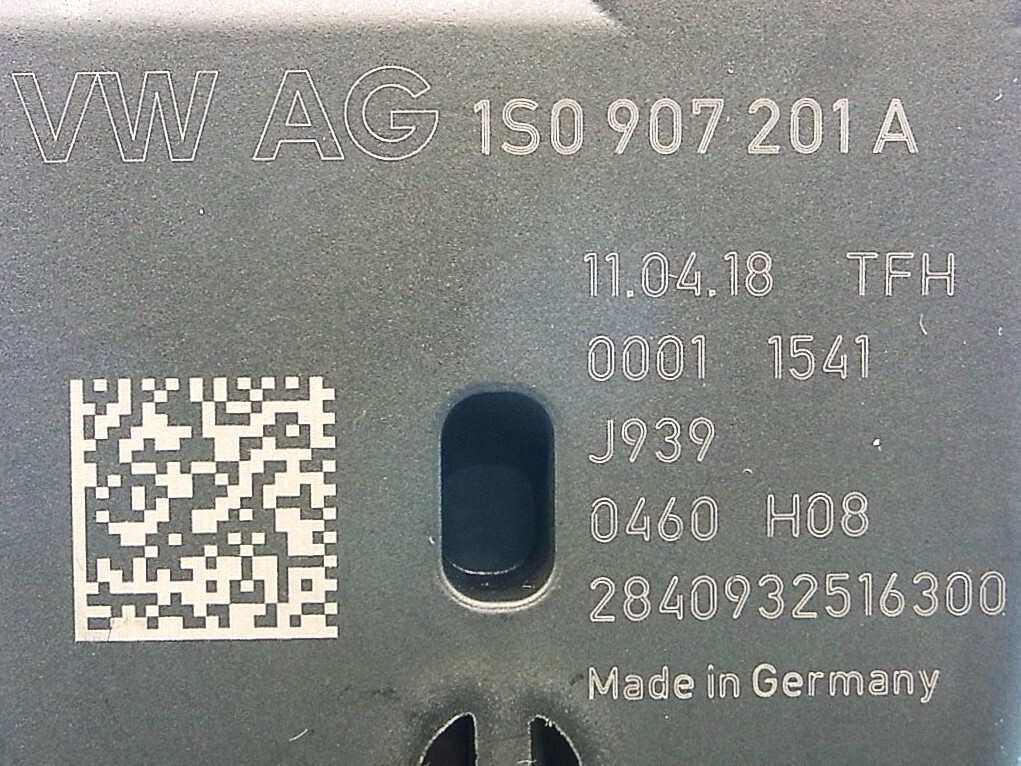 VW AG 1S0 907 201 A
11.04.18 TFH
0001 1541
J939
0460 H08
2840932516300
Made in Germany